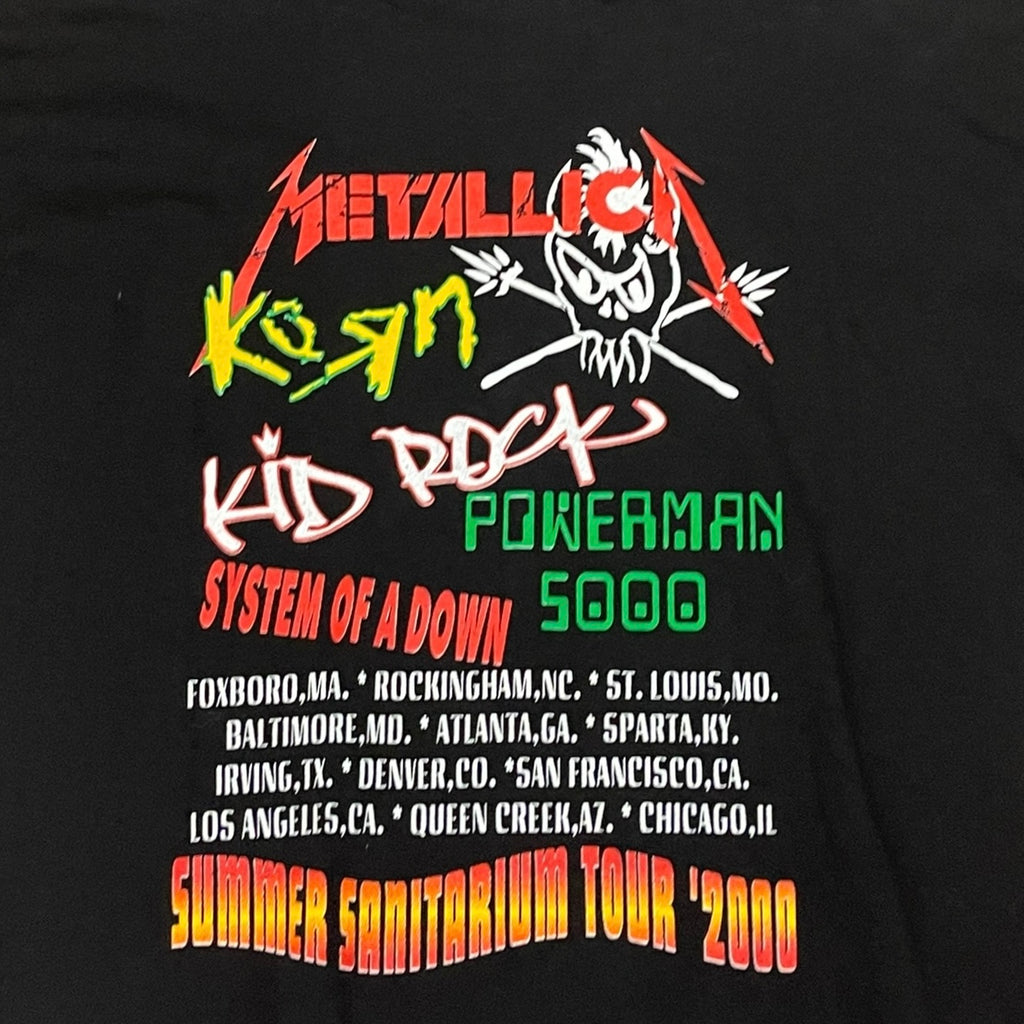 METALLICA
KoRn
KID ROCK
POWERMAN
5000
SYSTEM OF A DOWN
FOXBORO,MA. * ROCKINGHAM,NC. * ST. LOUIS,MO.
BALTIMORE,MD. * ATLANTA,GA. * SPARTA,KY.
IRVING,TX. * DENVER,CO. *SAN FRANCISCO,CA.
LOS ANGELES,CA. * QUEEN CREEK,AZ. * CHICAGO,IL
SUMMER SANITARIUM TOUR '2000